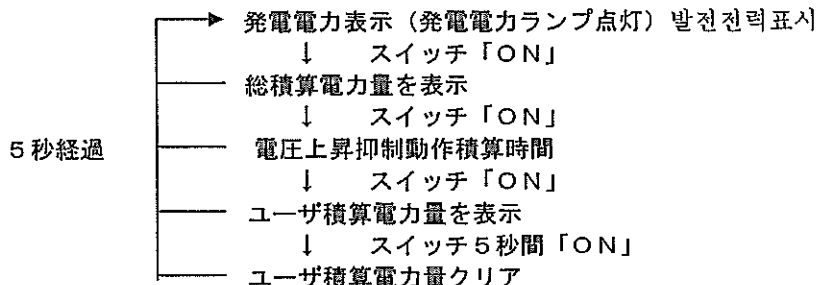 発電電力表示（発電電力ランプ点灯）발전전력표시
↓ スイッチ「ON」
総積算電力量を表示
↓ スイッチ「ON」
5秒経過 電圧上昇抑制動作積算時間
↓ スイッチ「ON」
ユーザ積算電力量を表示
↓ スイッチ5秒間「ON」
ユーザ積算電力量クリア